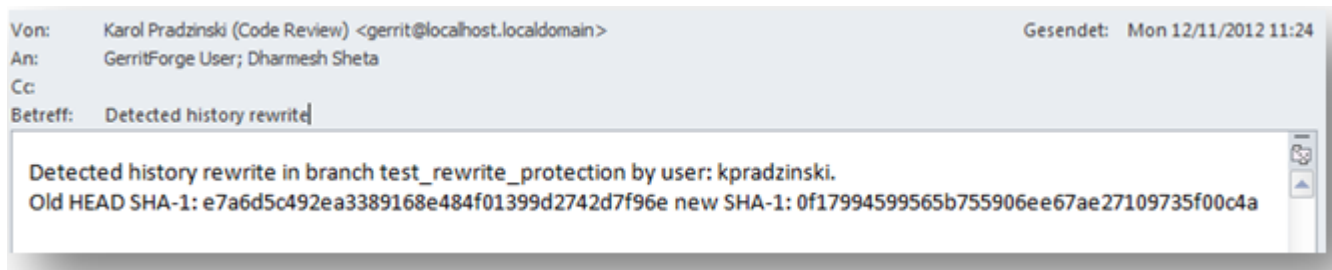 Von: Karol Pradzinski (Code Review) <gerrit@localhost.localdomain> Gesendet: Mon 12/11/2012 11:24
An: GerritForge User; Dharmesh Sheta
Cc:
Betreff: Detected history rewrite
Detected history rewrite in branch test_rewrite_protection by user: kpradzinski.
Old HEAD SHA-1: e7a6d5c492ea3389168e484f01399d2742d7f96e new SHA-1: 0f17994599565b755906ee67ae27109735f00c4a